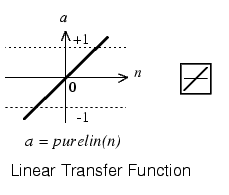 a
+1
n
0
-1
a = purelin(n)
Linear Transfer Function